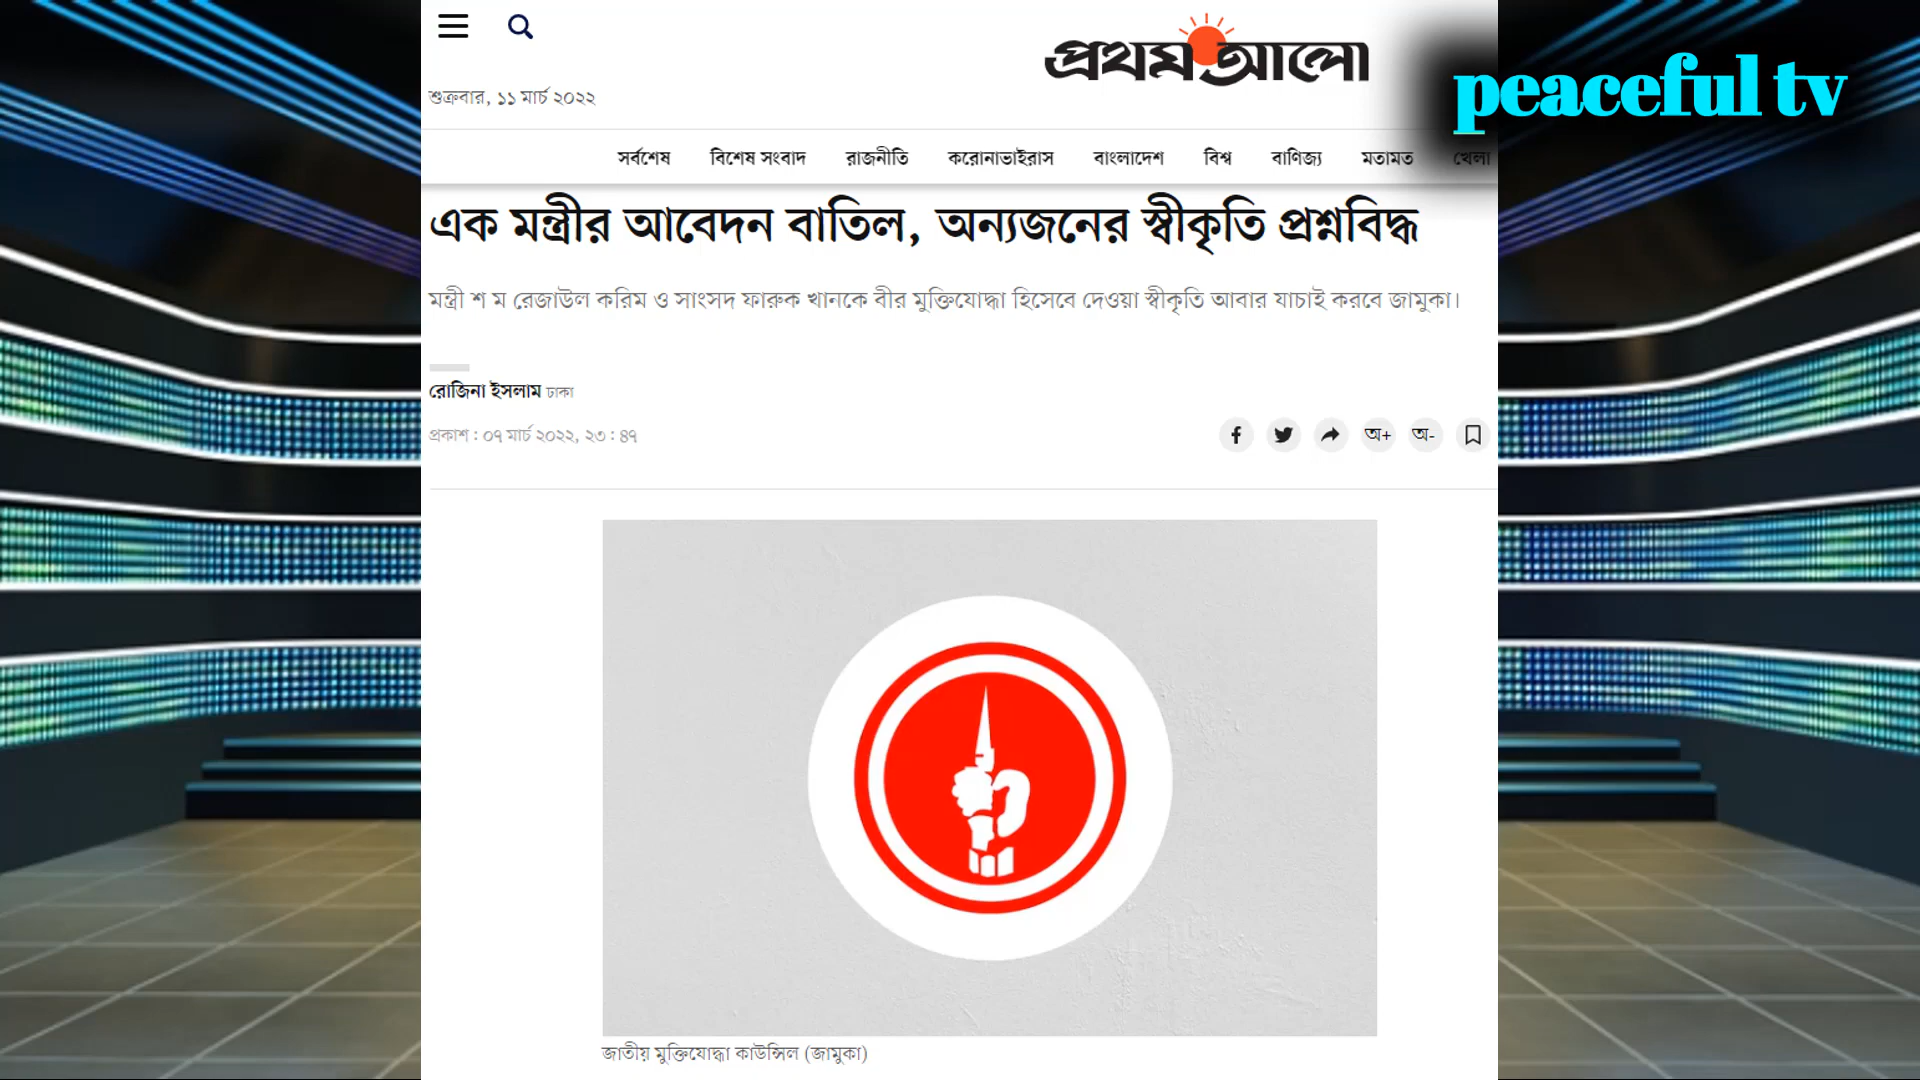 প্রথম আলো
peaceful tv
শুক্রবার, ১১ মার্চ ২০২২
সর্বশেষ বিশেষ সংবাদ রাজনীতি করোনাভাইরাস বাংলাদেশ বিশ্ব বাণিজ্য মতামত খেলা
এক মন্ত্রীর আবেদন বাতিল, অন্যজনের স্বীকৃতি প্রশ্নবিদ্ধ
মন্ত্রী শ ম রেজাউল করিম ও সাংসদ ফারুক খানকে বীর মুক্তিযোদ্ধা হিসেবে দেওয়া স্বীকৃতি আবার যাচাই করবে জামুকা।
রোজিনা ইসলাম ঢাকা
প্রকাশ : ০৭ মার্চ ২০২২, ২৩ : ৪৭
অ+ অ-
জাতীয় মুক্তিযোদ্ধা কাউন্সিল (জামুকা)